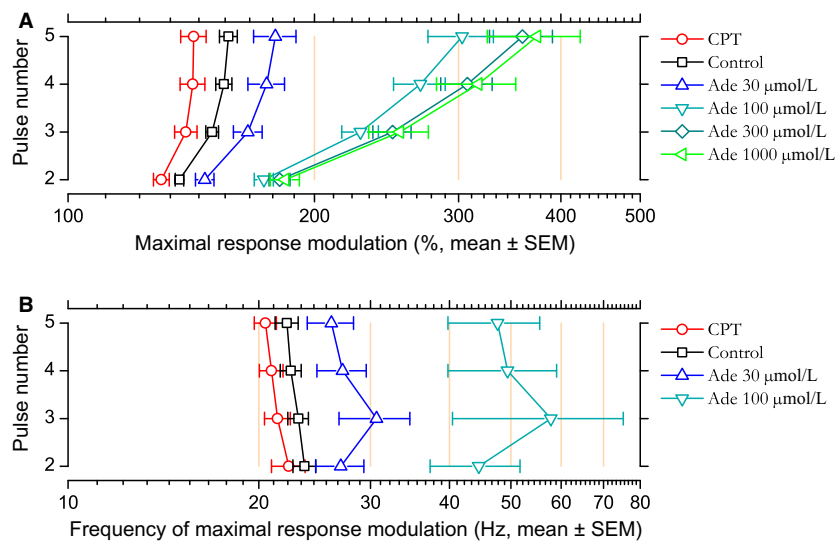 A
Pulse number
5
4
3
2
100
200
300
400
500
Maximal response modulation (%, mean ± SEM)
CPT
Control
Ade 30 μmol/L
Ade 100 μmol/L
Ade 300 μmol/L
Ade 1000 μmol/L
B
Pulse number
5
4
3
2
10
20
30
40
50
60
70
80
Frequency of maximal response modulation (Hz, mean ± SEM)
CPT
Control
Ade 30 μmol/L
Ade 100 μmol/L